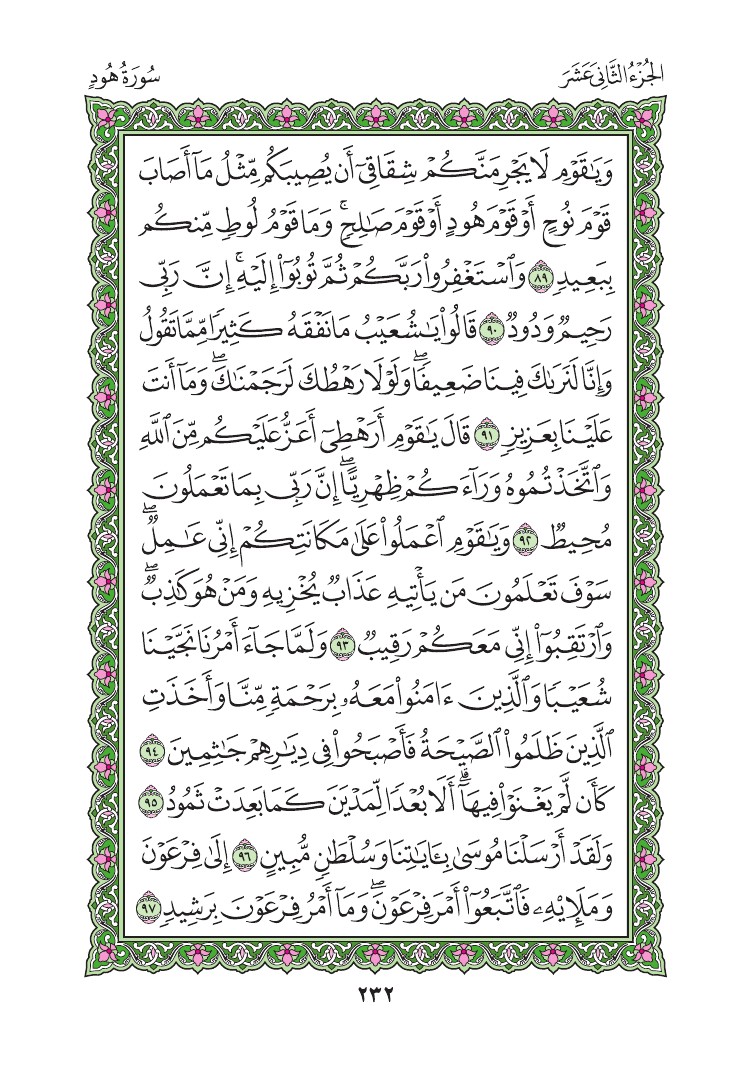 الجُزْءُ الثَّانِيَ عَشَرَ
سُورَةُ هُودٍ
وَيَٰقَوْمِ لَا يَجْرِمَنَّكُمْ شِقَاقِىٓ أَن يُصِيبَكُم مِّثْلُ مَآ أَصَابَ
قَوْمَ نُوحٍ أَوْ قَوْمَ هُودٍ أَوْ قَوْمَ صَٰلِحٍ ۚ وَمَا قَوْمُ لُوطٍ مِّنكُم
بِبَعِيدٍ ٨٩ وَٱسْتَغْفِرُوا۟ رَبَّكُمْ ثُمَّ تُوبُوٓا۟ إِلَيْهِ ۚ إِنَّ رَبِّى
رَحِيمٌ وَدُودٌ ٩٠ قَالُوا۟ يَٰشُعَيْبُ مَا نَفْقَهُ كَثِيرًا مِّمَّا تَقُولُ
وَإِنَّا لَنَرَىٰكَ فِينَا ضَعِيفًا ۖ وَلَوْلَا رَهْطُكَ لَرَجَمْنَٰكَ ۖ وَمَآ أَنتَ
عَلَيْنَا بِعَزِيزٍ ٩١ قَالَ يَٰقَوْمِ أَرَهْطِىٓ أَعَزُّ عَلَيْكُم مِّنَ ٱللَّهِ
وَٱتَّخَذْتُمُوهُ وَرَآءَكُمْ ظِهْرِيًّا ۖ إِنَّ رَبِّى بِمَا تَعْمَلُونَ
مُحِيطٌ ٩٢ وَيَٰقَوْمِ ٱعْمَلُوا۟ عَلَىٰ مَكَانَتِكُمْ إِنِّى عَٰمِلٌ ۖ
سَوْفَ تَعْلَمُونَ مَن يَأْتِيهِ عَذَابٌ يُخْزِيهِ وَمَنْ هُوَ كَٰذِبٌ ۖ
وَٱرْتَقِبُوٓا۟ إِنِّى مَعَكُمْ رَقِيبٌ ٩٣ وَلَمَّا جَآءَ أَمْرُنَا نَجَّيْنَا
شُعَيْبًا وَٱلَّذِينَ ءَامَنُوا۟ مَعَهُۥ بِرَحْمَةٍ مِّنَّا وَأَخَذَتِ
ٱلَّذِينَ ظَلَمُوا۟ ٱلصَّيْحَةُ فَأَصْبَحُوا۟ فِى دِيَٰرِهِمْ جَٰثِمِينَ ٩٤
كَأَن لَّمْ يَغْنَوْا۟ فِيهَآ ۗ أَلَا بُعْدًا لِّمَدْيَنَ كَمَا بَعِدَتْ ثَمُودُ ٩٥
وَلَقَدْ أَرْسَلْنَا مُوسَىٰ بِـَٔايَٰتِنَا وَسُلْطَٰنٍ مُّبِينٍ ٩٦ إِلَىٰ فِرْعَوْنَ
وَمَلَإِي۟هِۦ فَٱتَّبَعُوٓا۟ أَمْرَ فِرْعَوْنَ ۖ وَمَآ أَمْرُ فِرْعَوْنَ بِرَشِيدٍ ٩٧
٢٣٢